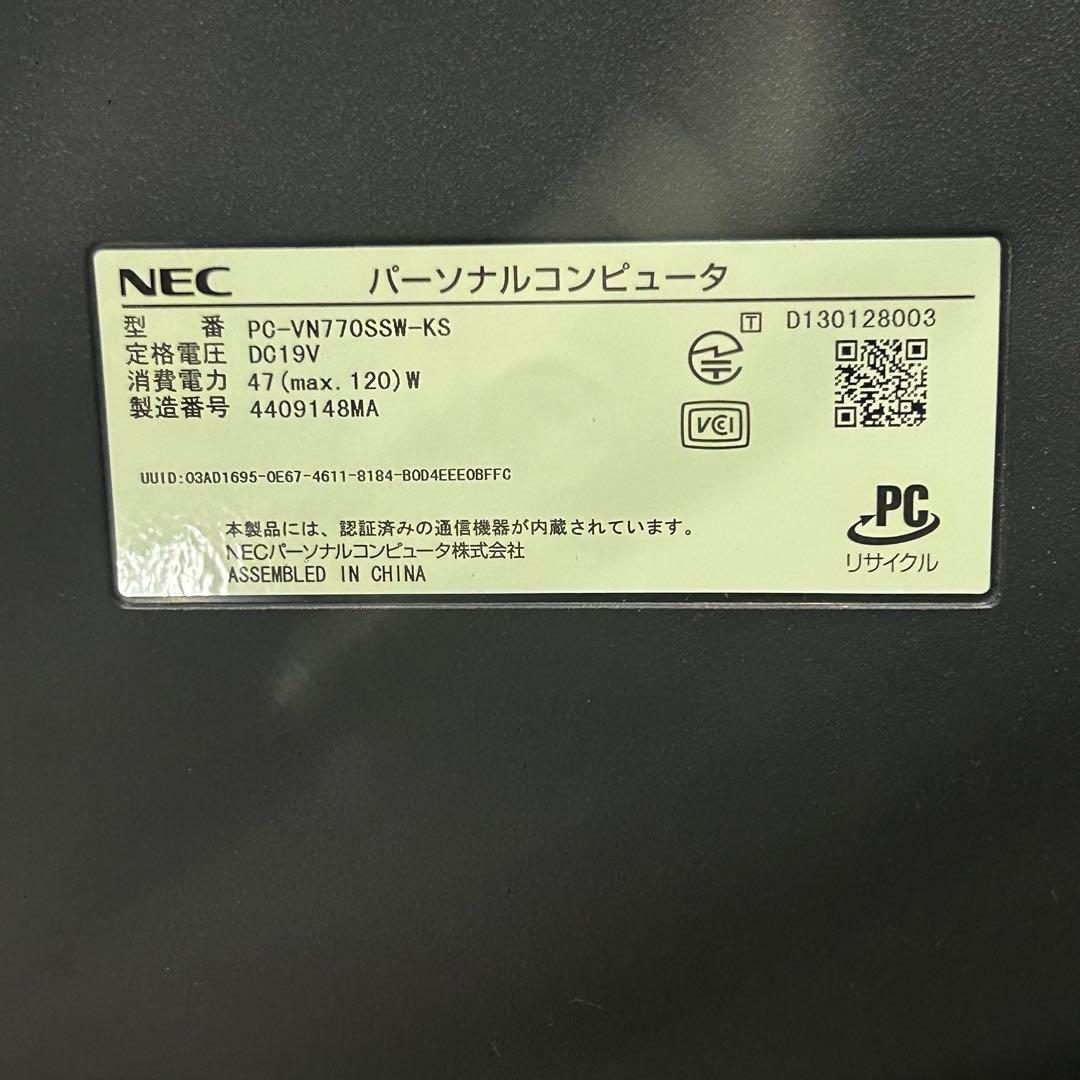 NEC パーソナルコンピュータ
型 番 PC-VN770SSW-KS
T D130128003
定格電圧 DC19V
消費電力 47(max.120)W
製造番号 4409148MA
VCI
UUID:03AD1695-0E67-4611-8184-B0D4EEE0BFFC
本製品には、認証済みの通信機器が内蔵されています。
NECパーソナルコンピュータ株式会社
ASSEMBLED IN CHINA
PC
リサイクル